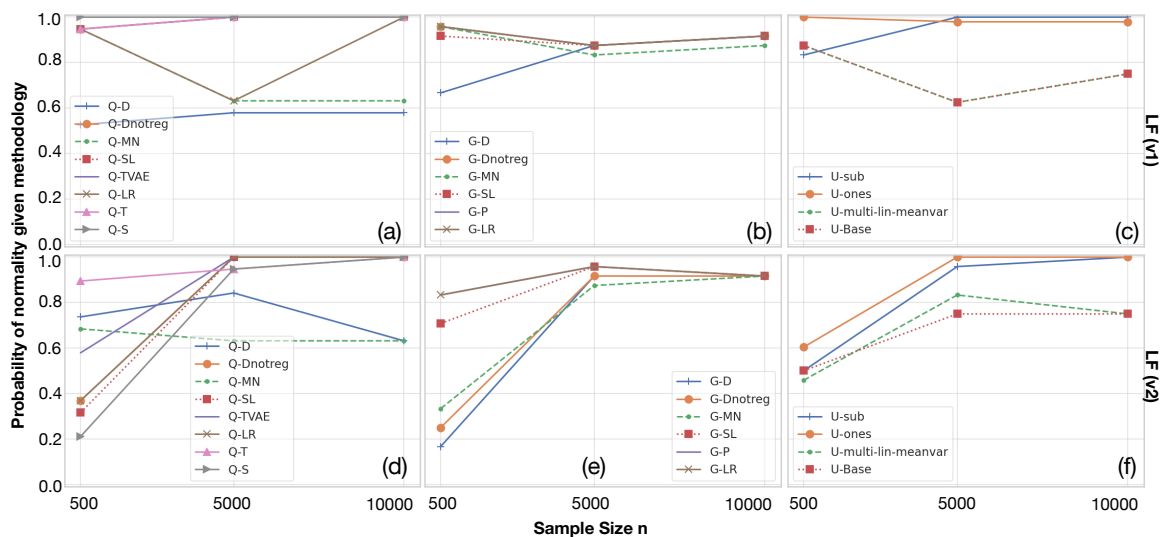 Probability of normality given methodology
1.0
0.8
0.6
0.4
0.2
0.0
Q-D
Q-Dnotreg
Q-MN
Q-SL
Q-TVAE
Q-LR
Q-T
Q-S
(a)
G-D
G-Dnotreg
G-MN
G-SL
G-P
G-LR
(b)
U-sub
U-ones
U-multi-lin-meanvar
U-Base
(c)
LF (v1)
1.0
0.8
0.6
0.4
0.2
0.0
Q-D
Q-Dnotreg
Q-MN
Q-SL
Q-TVAE
Q-LR
Q-T
Q-S
(d)
G-D
G-Dnotreg
G-MN
G-SL
G-P
G-LR
(e)
U-sub
U-ones
U-multi-lin-meanvar
U-Base
(f)
LF (v2)
500 5000 10000 500 5000 10000 500 5000 10000
Sample Size n